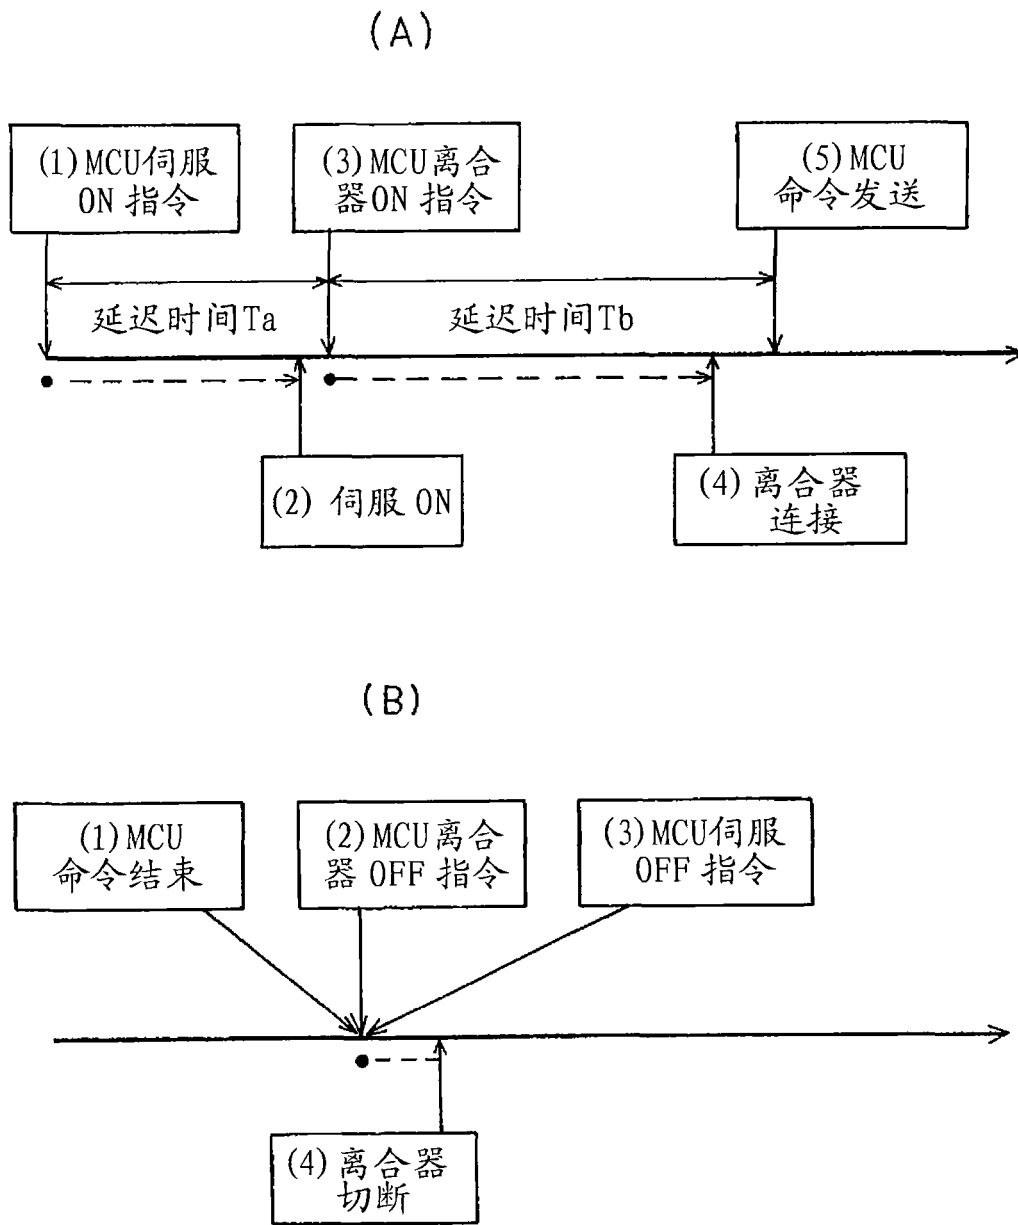 (A)
(1)MCU伺服
ON 指令
(3)MCU离合
器ON 指令
(5)MCU
命令发送
延迟时间Ta
延迟时间Tb
(2) 伺服 ON
(4)离合器
连接
(B)
(1)MCU
命令结束
(2)MCU离合
器 OFF 指令
(3)MCU伺服
OFF 指令
(4)离合器
切断